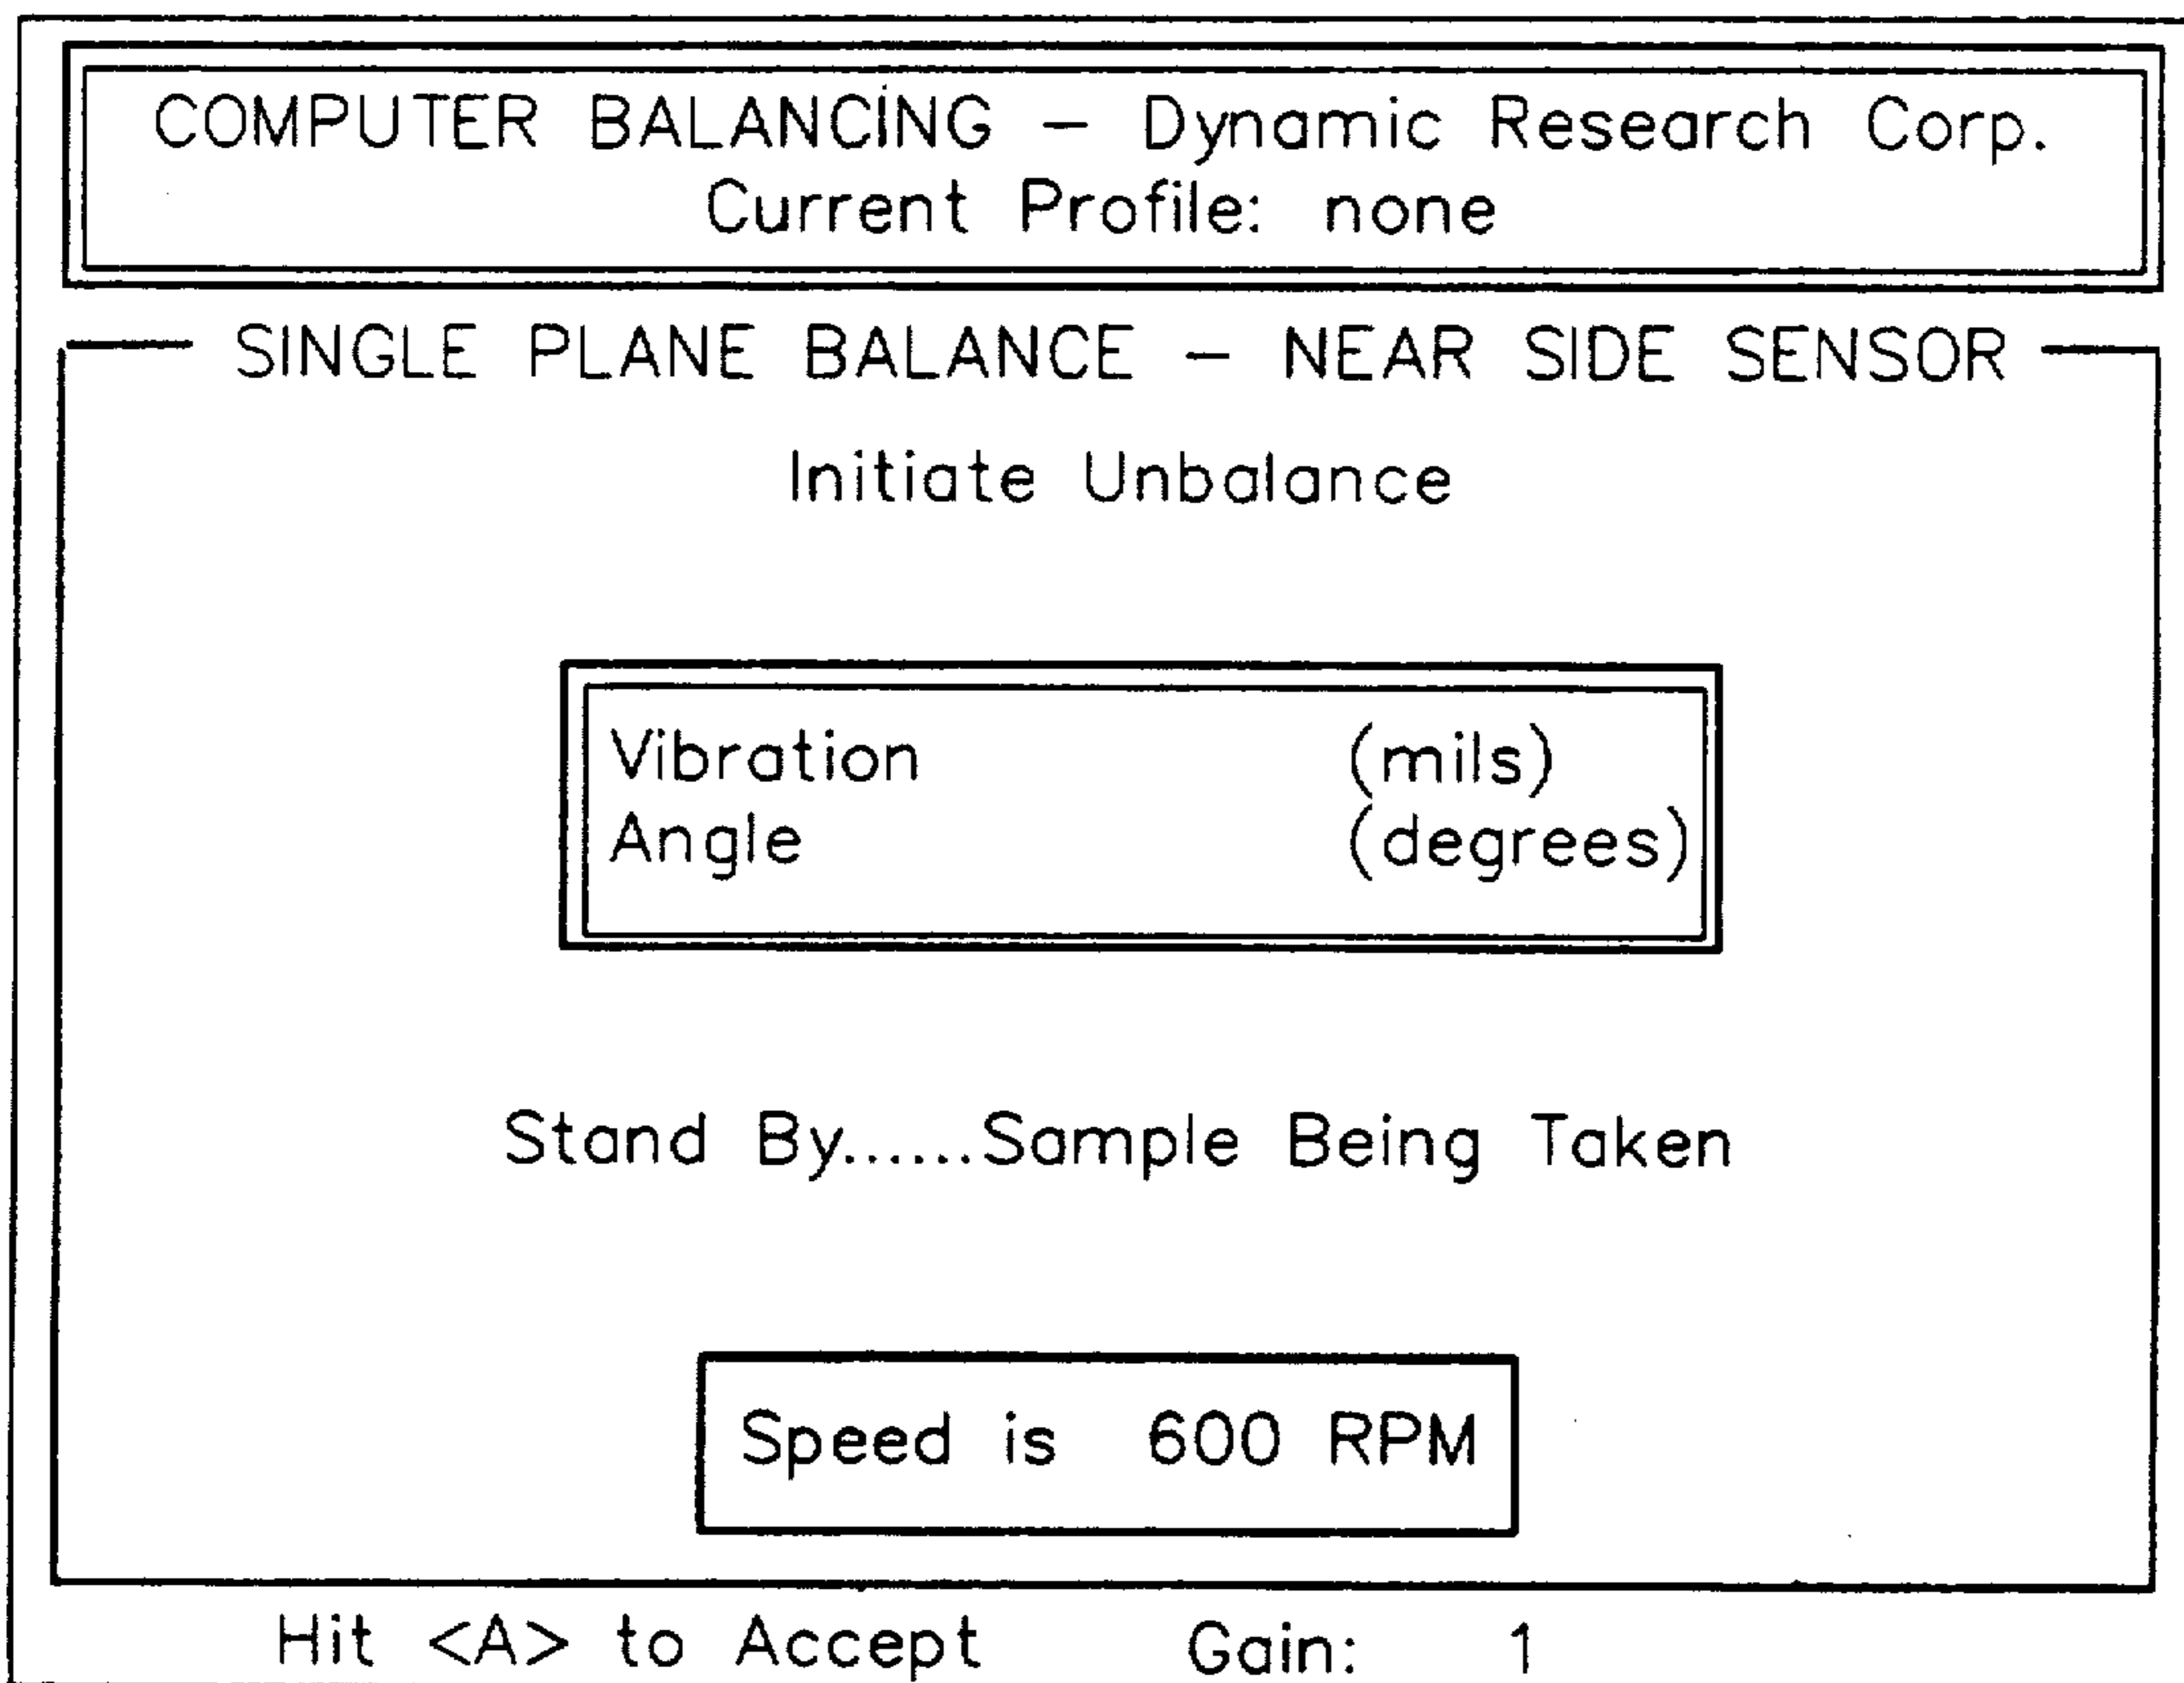 COMPUTER BALANCING – Dynamic Research Corp.
Current Profile: none
SINGLE PLANE BALANCE – NEAR SIDE SENSOR
Initiate Unbalance
Vibration (mils)
Angle (degrees)
Stand By......Sample Being Taken
Speed is 600 RPM
Hit <A> to Accept Gain: 1